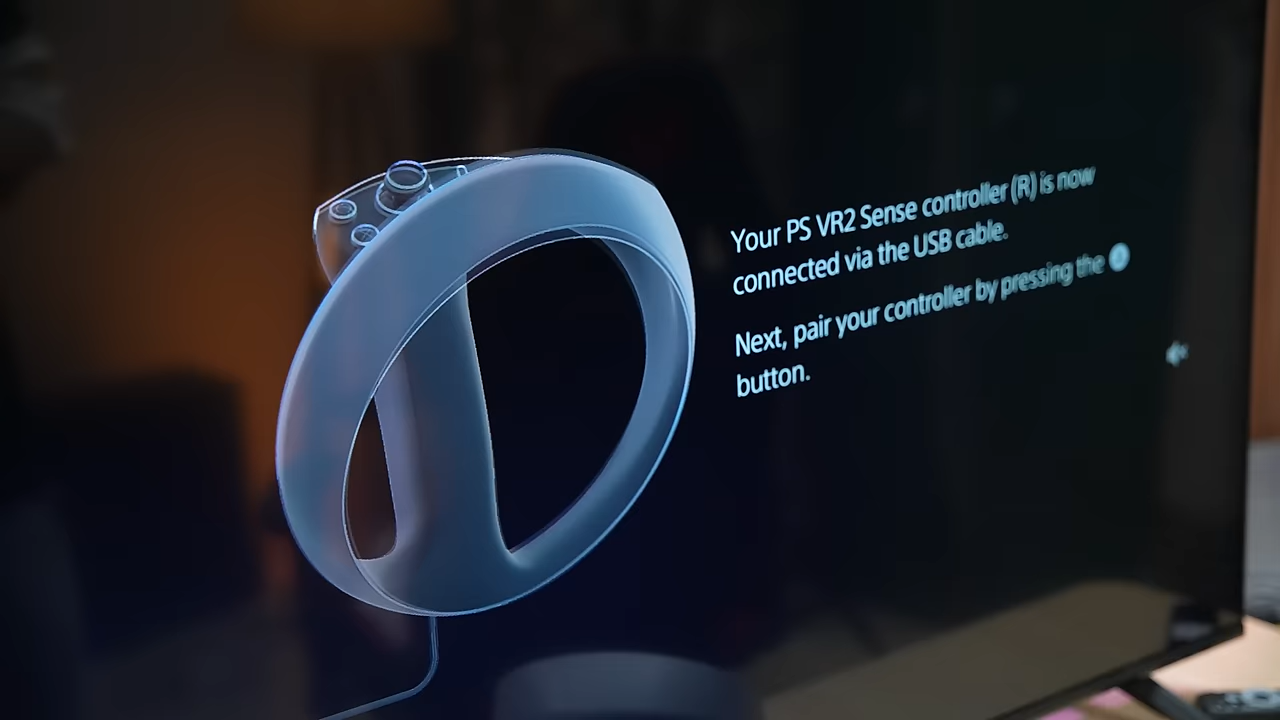 Your PS VR2 Sense controller (R) is now
connected via the USB cable.
Next, pair your controller by pressing the
button.